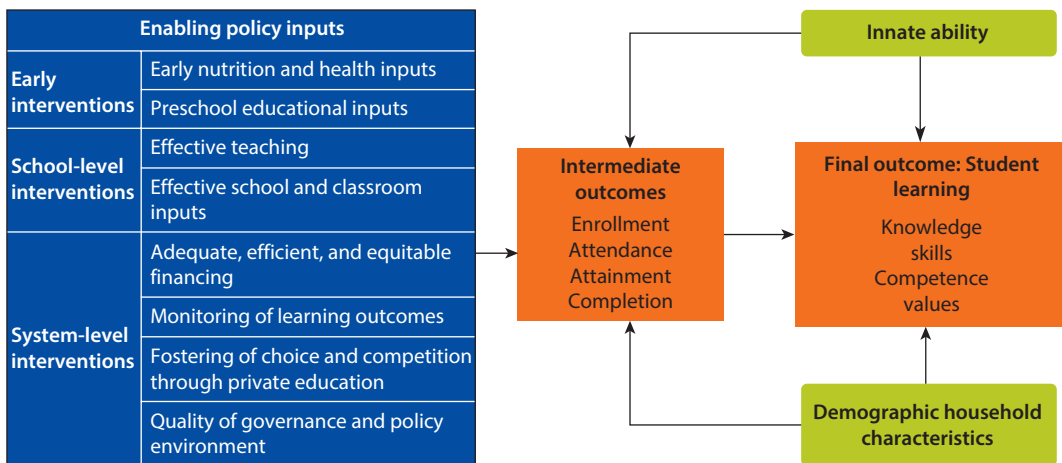 Enabling policy inputs
Early
interventions
Early nutrition and health inputs
Preschool educational inputs
School-level
interventions
Effective teaching
Effective school and classroom
inputs
System-level
interventions
Adequate, efficient, and equitable
financing
Monitoring of learning outcomes
Fostering of choice and competition
through private education
Quality of governance and policy
environment
Intermediate
outcomes
Enrollment
Attendance
Attainment
Completion
Innate ability
Final outcome: Student
learning
Knowledge
skills
Competence
values
Demographic household
characteristics